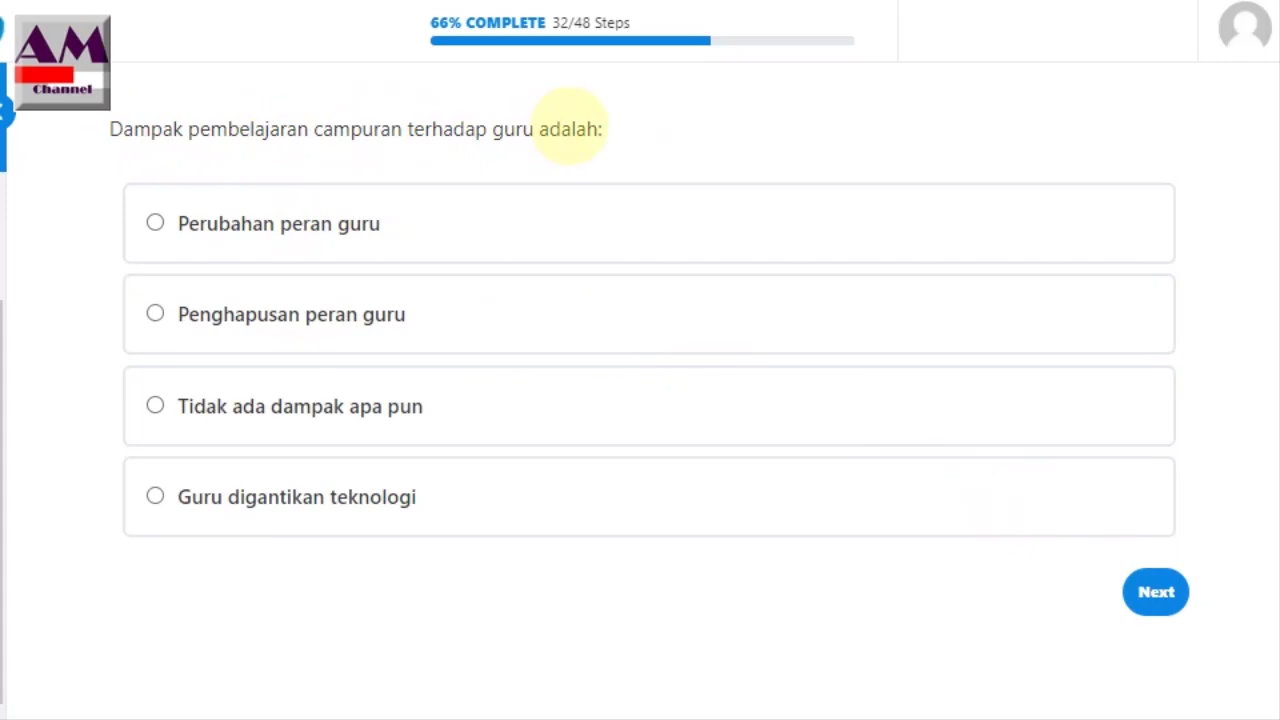 66% COMPLETE 32/48 Steps
AM
Channel
Dampak pembelajaran campuran terhadap guru adalah:
Perubahan peran guru
Penghapusan peran guru
Tidak ada dampak apa pun
Guru digantikan teknologi
Next